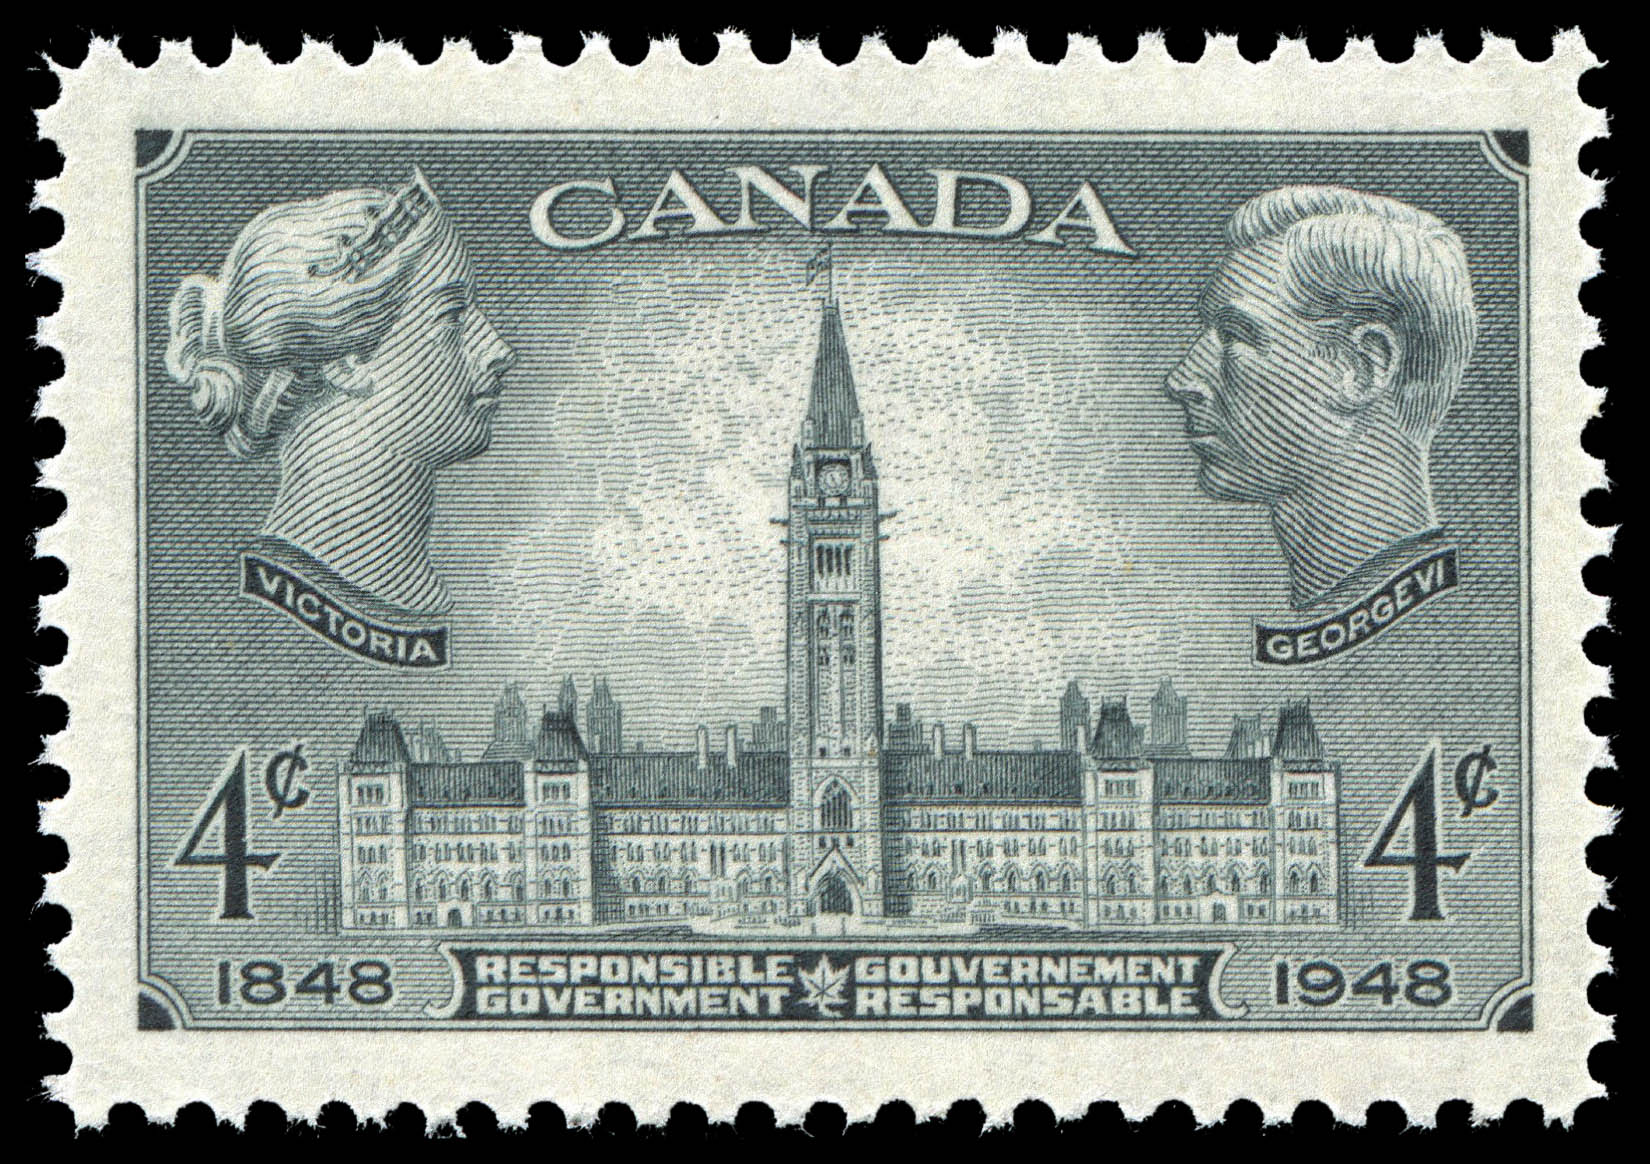 CANADA
VICTORIA
GEORGE VI
4¢
4¢
1848
RESPONSIBLE GOVERNMENT
GOUVERNEMENT RESPONSABLE
1948